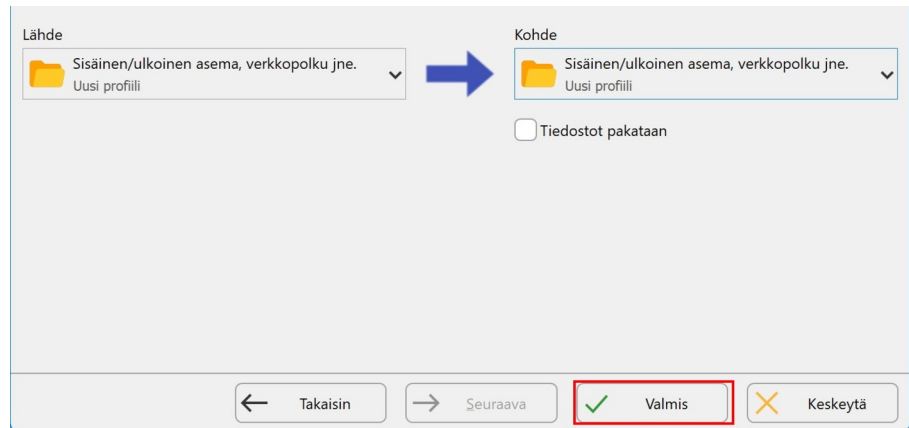 Lähde
Sisäinen/ulkoinen asema, verkkopolku jne.
Uusi profiili
Kohde
Sisäinen/ulkoinen asema, verkkopolku jne.
Uusi profiili
Tiedostot pakataan
Takaisin
Seuraava
Valmis
Keskeytä